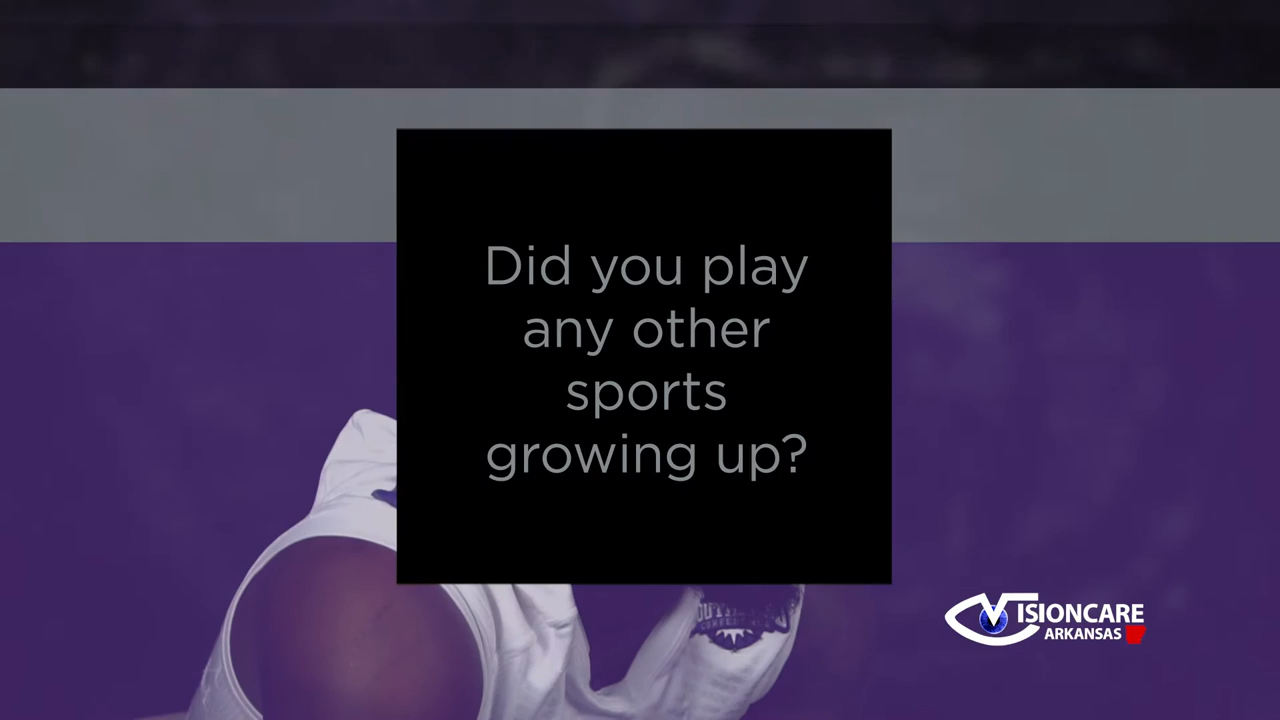 Did you play
any other
sports
growing up?
VISIONCARE
ARKANSAS